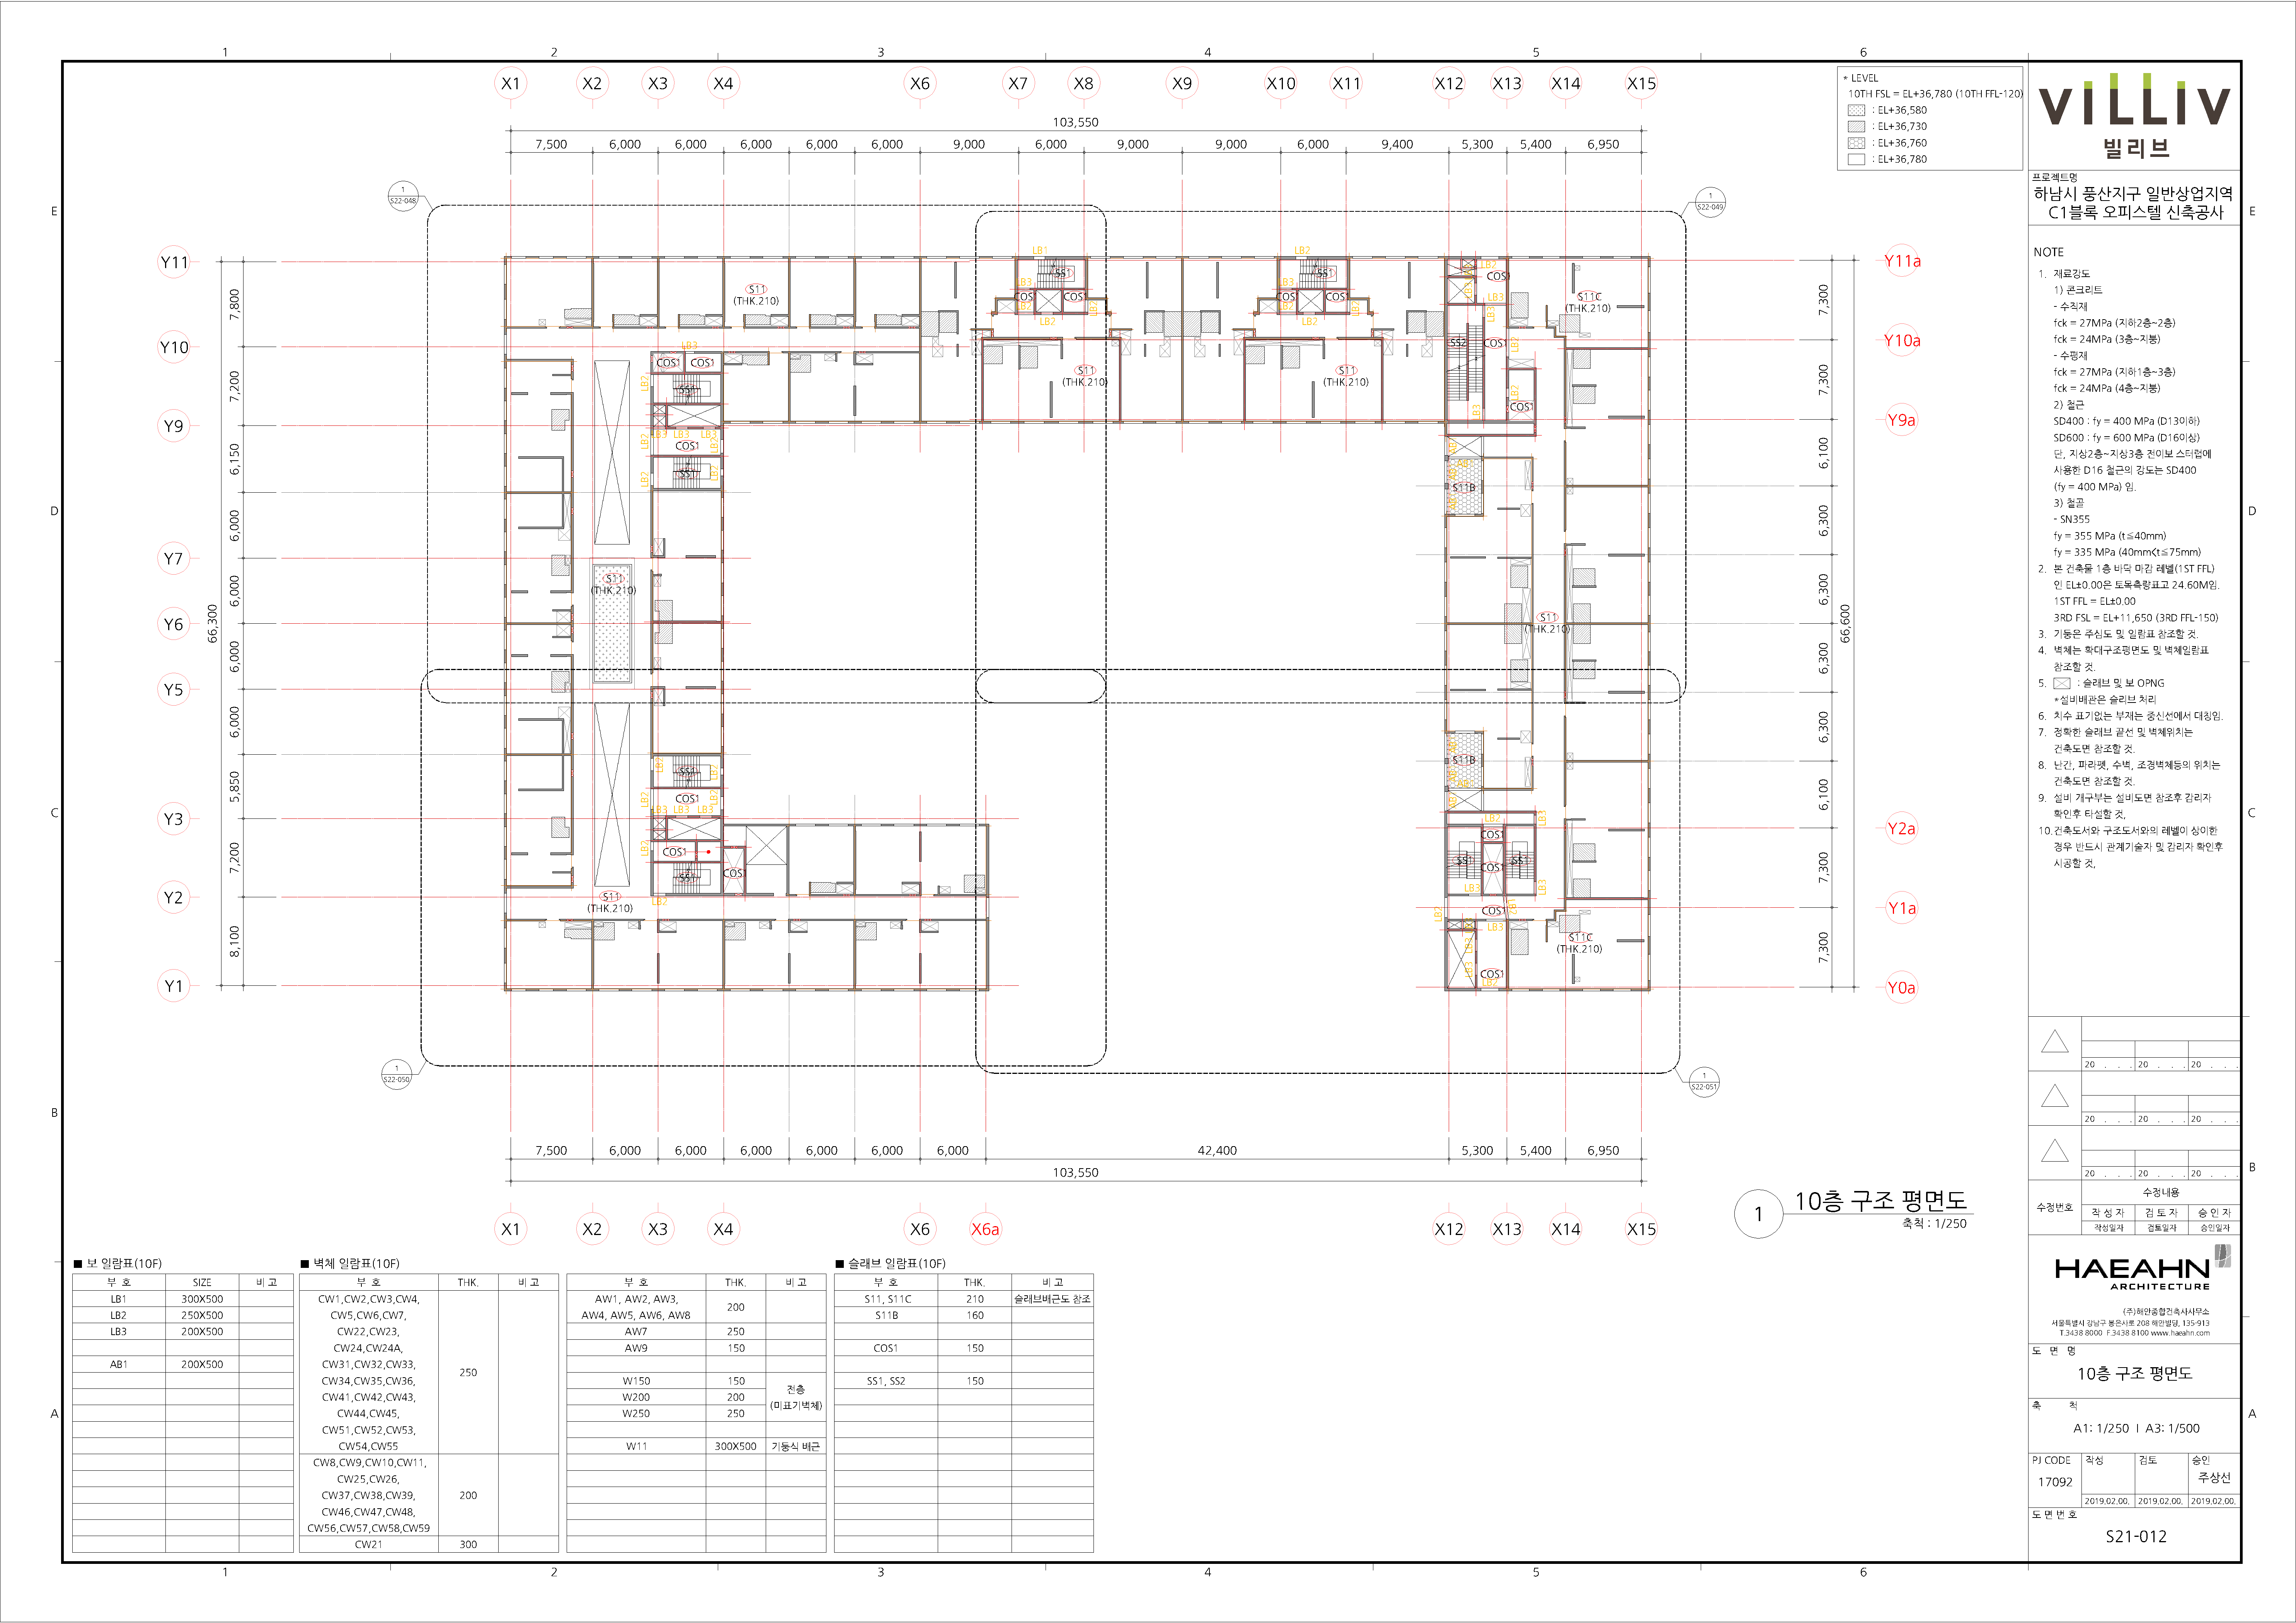 1 2 3 4 5 6
X1 X2 X3 X4 X6 X7 X8 X9 X10 X11 X12 X13 X14 X15
103,550
7,500 6,000 6,000 6,000 6,000 6,000 9,000 6,000 9,000 9,000 6,000 9,400 5,300 5,400 6,950
* LEVEL
10TH FSL = EL+36,780 (10TH FFL-120)
: EL+36,580
: EL+36,730
: EL+36,760
: EL+36,780
VILLIV
빌리브
프로젝트명
하남시 풍산지구 일반상업지역
C1블록 오피스텔 신축공사
NOTE
1. 재료강도
1) 콘크리트
- 수직재
fck = 27MPa (지하2층~2층)
fck = 24MPa (3층~지붕)
- 수평재
fck = 27MPa (지하1층~3층)
fck = 24MPa (4층~지붕)
2) 철근
SD400 : fy = 400 MPa (D13이하)
SD600 : fy = 600 MPa (D16이상)
단, 지상2층~지상3층 전이보 스터럽에
사용한 D16 철근의 강도는 SD400
(fy = 400 MPa) 임.
3) 철골
- SN355
fy = 355 MPa (t≦40mm)
fy = 335 MPa (40mm<t≦75mm)
2. 본 건축물 1층 바닥 마감 레벨(1ST FFL)
인 EL±0.00은 토목측량표고 24.60M임.
1ST FFL = EL±0.00
3RD FSL = EL+11,650 (3RD FFL-150)
3. 기둥은 주심도 및 일람표 참조할 것.
4. 벽체는 확대구조평면도 및 벽체일람표
참조할 것.
5. : 슬래브 및 보 OPNG
*설비배관은 슬리브 처리
6. 치수 표기없는 부재는 중신선에서 대칭임.
7. 정확한 슬래브 끝선 및 벽체위치는
건축도면 참조할 것.
8. 난간, 파라펫, 수벽, 조경벽체등의 위치는
건축도면 참조할 것.
9. 설비 개구부는 설비도면 참조후 감리자
확인후 타설할 것,
10.건축도서와 구조도서와의 레벨이 상이한
경우 반드시 관계기술자 및 감리자 확인후
시공할 것,
E D C B A
1
S22-048
1
S22-049
1
S22-050
1
S22-051
Y11 Y10 Y9 Y7 Y6 Y5 Y3 Y2 Y1
7,800 7,200 6,150 6,000 6,000 6,000 6,000 5,850 7,200 8,100
66,300
Y11a Y10a Y9a Y2a Y1a Y0a
7,300 7,300 6,100 6,300 6,300 6,300 6,300 6,100 7,300 7,300
66,600
S11
(THK.210)
LB1
LB2
LB3
SS1
COS1
S11C
(THK.210)
SS2
S11B
AB1
7,500 6,000 6,000 6,000 6,000 6,000 6,000 42,400 5,300 5,400 6,950
103,550
X1 X2 X3 X4 X6 X6a X12 X13 X14 X15
1
10층 구조 평면도
축척 : 1/250
■ 보 일람표(10F)
부 호 SIZE 비 고
LB1 300X500
LB2 250X500
LB3 200X500
AB1 200X500
■ 벽체 일람표(10F)
부 호 THK. 비 고
CW1,CW2,CW3,CW4,
CW5,CW6,CW7,
CW22,CW23,
CW24,CW24A,
CW31,CW32,CW33,
CW34,CW35,CW36,
CW41,CW42,CW43,
CW44,CW45,
CW51,CW52,CW53,
CW54,CW55
250
CW8,CW9,CW10,CW11,
CW25,CW26,
CW37,CW38,CW39,
CW46,CW47,CW48,
CW56,CW57,CW58,CW59
200
CW21 300
부 호 THK. 비 고
AW1, AW2, AW3,
AW4, AW5, AW6, AW8
200
AW7 250
AW9 150
W150 150
W200 200
W250 250
전층
(미표기벽체)
W11 300X500 기둥식 배근
■ 슬래브 일람표(10F)
부 호 THK. 비 고
S11, S11C 210 슬래브배근도 참조
S11B 160
COS1 150
SS1, SS2 150
20 . . . 20 . . . 20 . . .
20 . . . 20 . . . 20 . . .
20 . . . 20 . . . 20 . . .
수정번호
수정내용
작 성 자 검 토 자 승 인 자
작성일자 검토일자 승인일자
HAEAHN
ARCHITECTURE
(주)해안종합건축사사무소
서울특별시 강남구 봉은사로 208 해안빌딩, 135-913
T.3438 8000 F.3438 8100 www.haeahn.com
도 면 명
10층 구조 평면도
축 척
A1: 1/250 I A3: 1/500
PJ CODE 작성 검토 승인
17092 주상선
2019.02.00. 2019.02.00. 2019.02.00.
도 면 번 호
S21-012
1 2 3 4 5 6